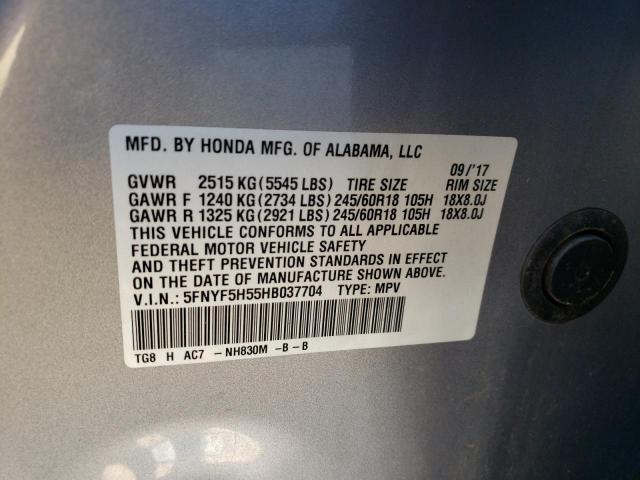 MFD. BY HONDA MFG. OF ALABAMA, LLC
09/'17
GVWR 2515 KG (5545 LBS) TIRE SIZE RIM SIZE
GAWR F 1240 KG (2734 LBS) 245/60R18 105H 18X8.0J
GAWR R 1325 KG (2921 LBS) 245/60R18 105H 18X8.0J
THIS VEHICLE CONFORMS TO ALL APPLICABLE
FEDERAL MOTOR VEHICLE SAFETY
AND THEFT PREVENTION STANDARDS IN EFFECT
ON THE DATE OF MANUFACTURE SHOWN ABOVE.
V.I.N.: 5FNYF5H55HB037704 TYPE: MPV
TG8 H AC7 -NH830M -B-B